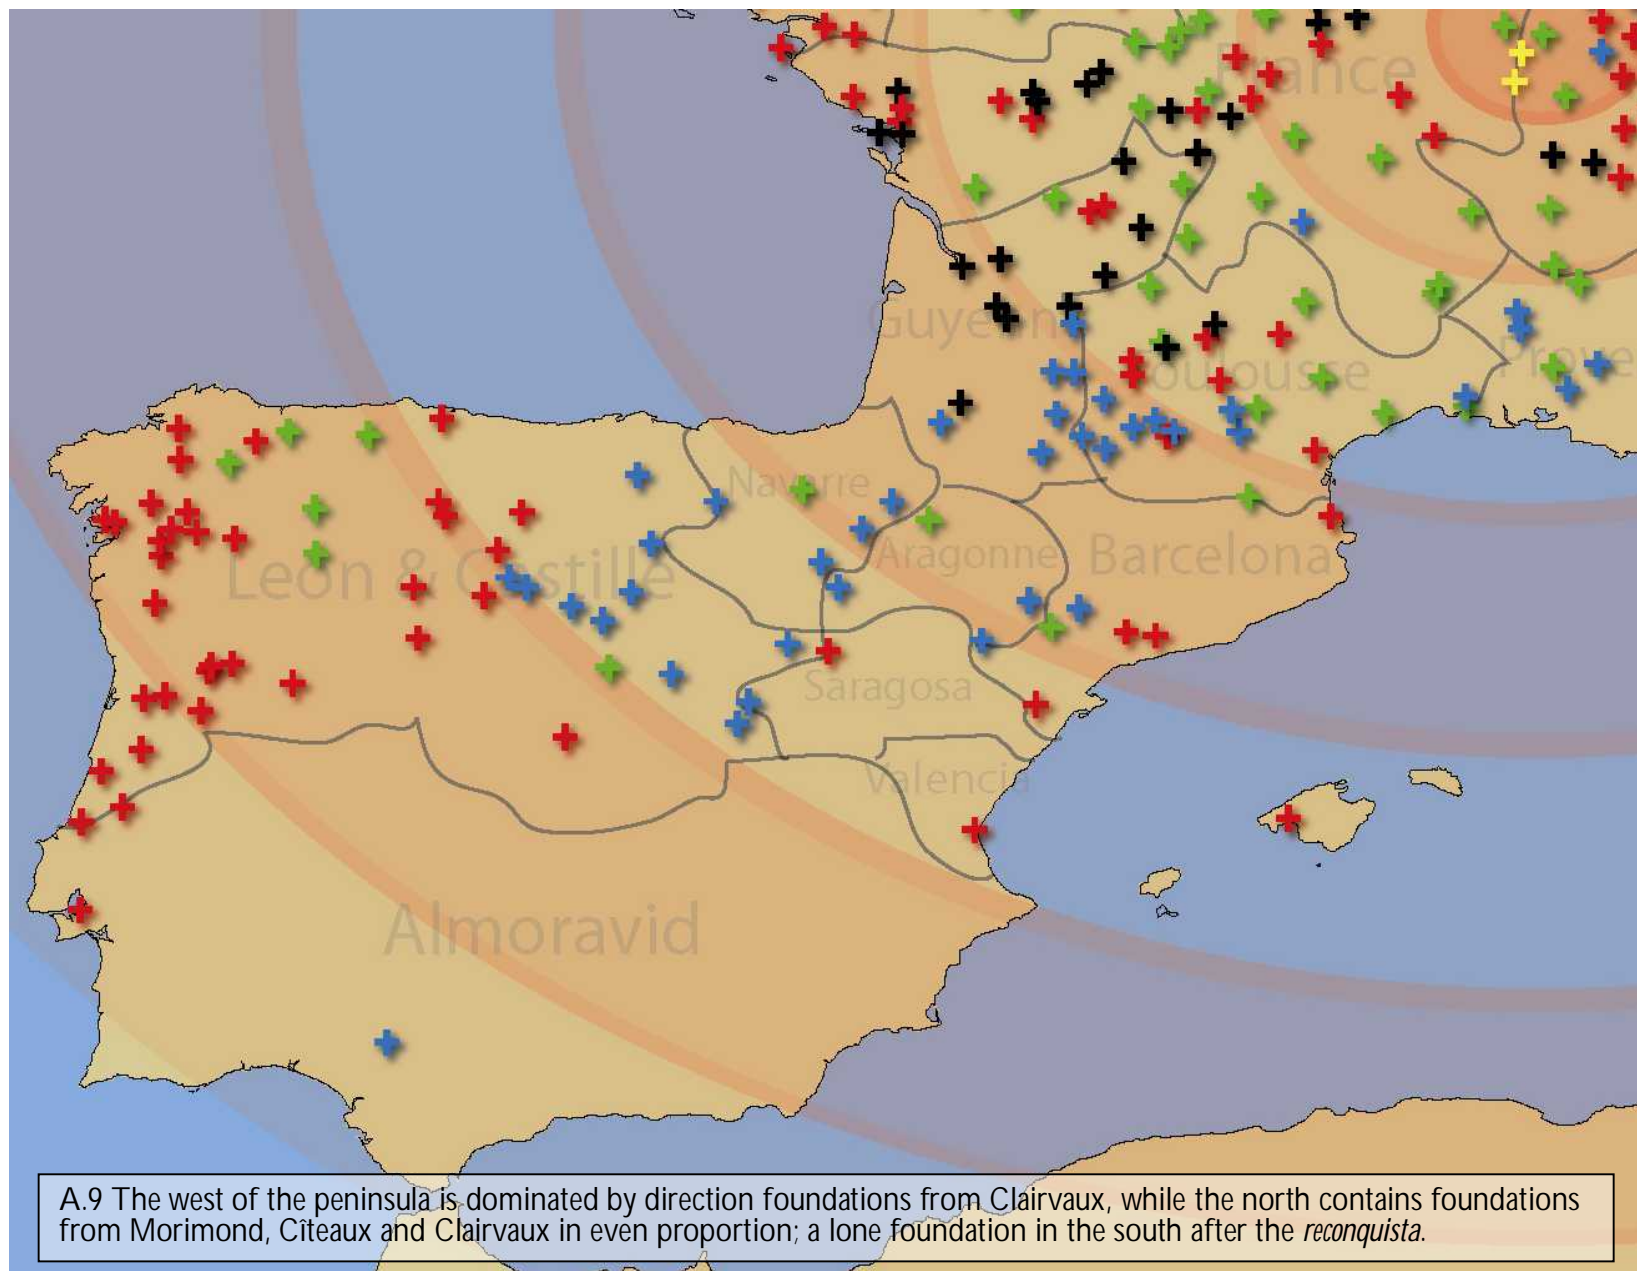 France
Guyenne
Toulousse
Prove
Navarre
Leon & Castille
Aragonne
Barcelona
Saragosa
Valencia
Almoravid
A.9 The west of the peninsula is dominated by direction foundations from Clairvaux, while the north contains foundations
from Morimond, Cîteaux and Clairvaux in even proportion; a lone foundation in the south after the reconquista.